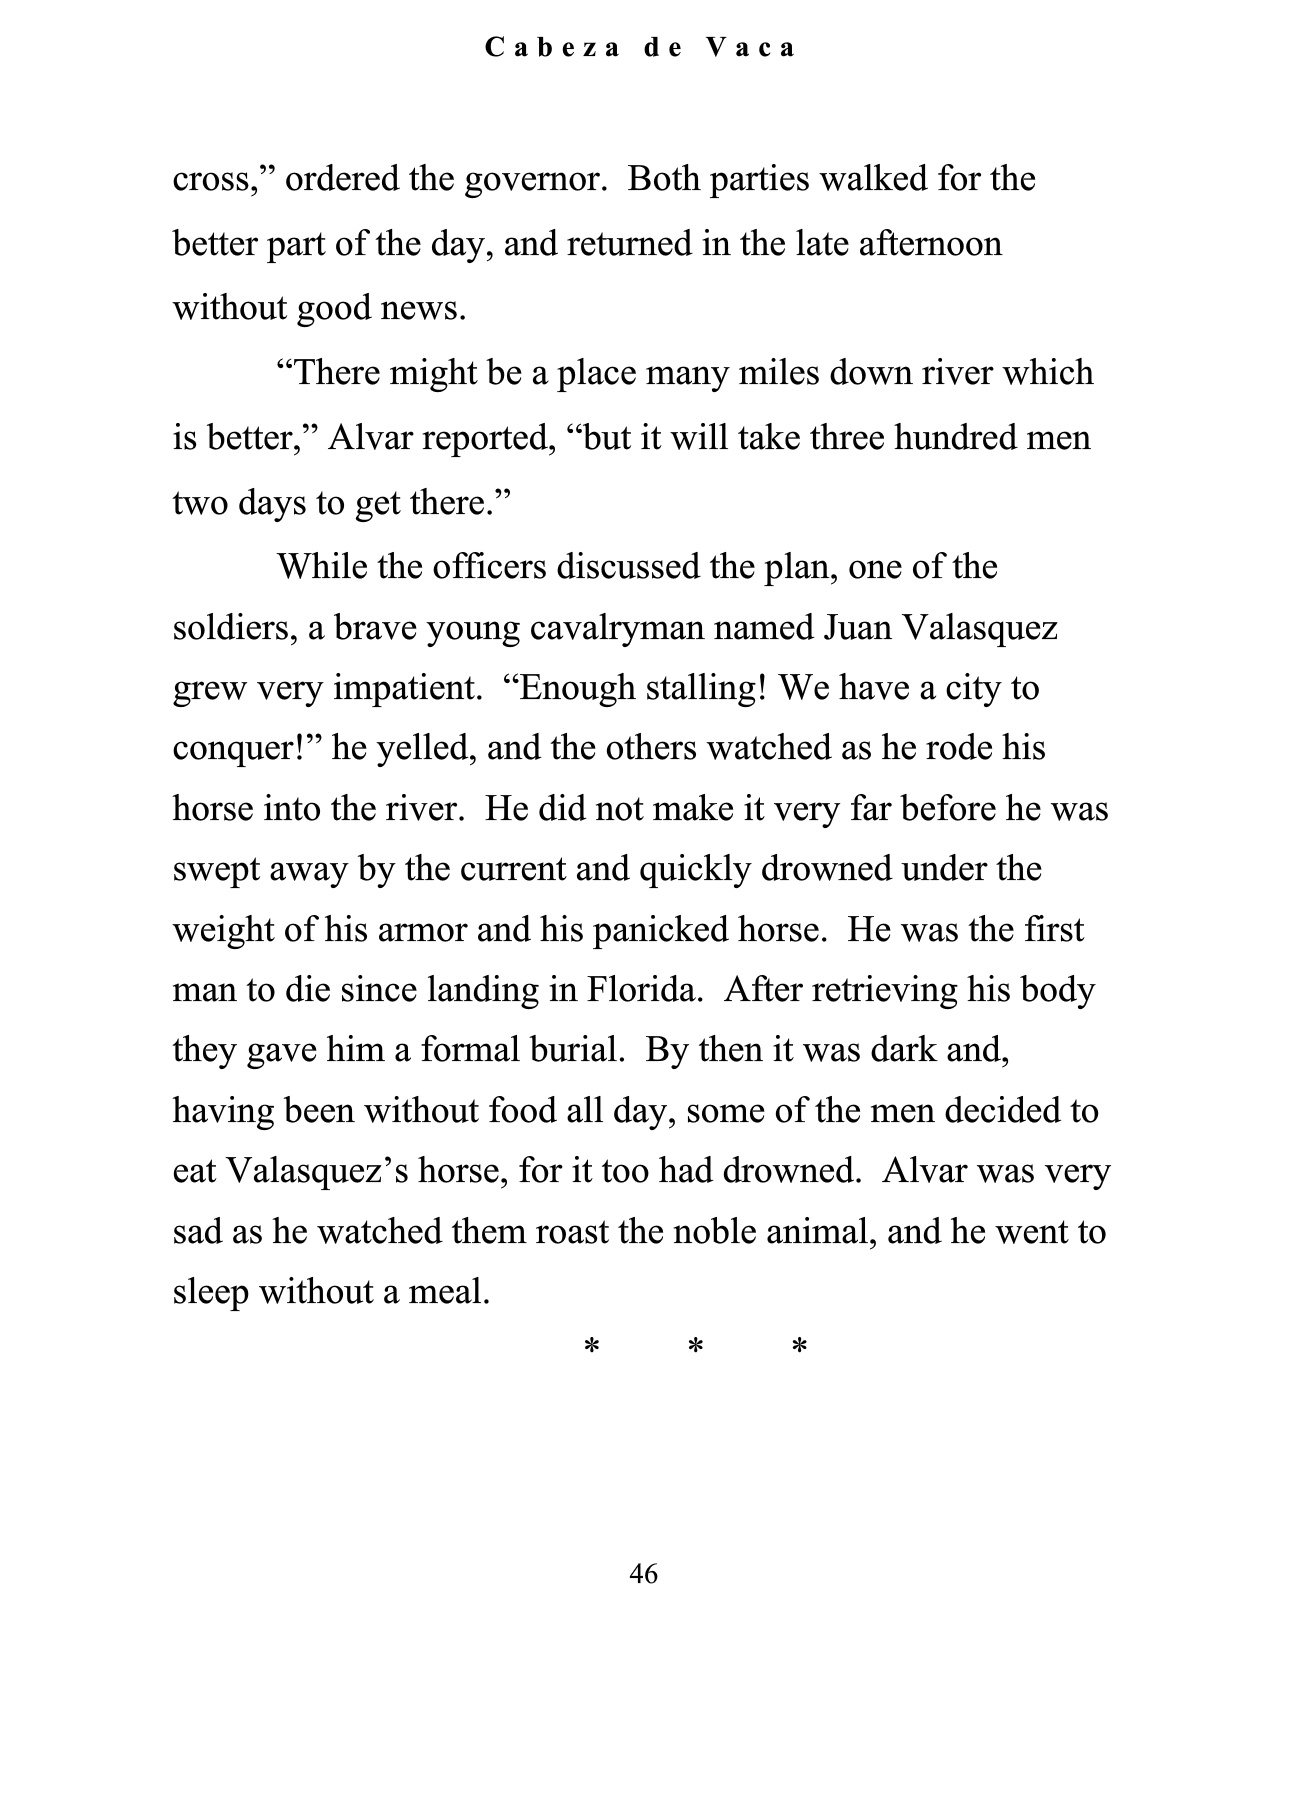 Cabeza de Vaca
cross,” ordered the governor.  Both parties walked for the
better part of the day, and returned in the late afternoon
without good news.
“There might be a place many miles down river which
is better,” Alvar reported, “but it will take three hundred men
two days to get there.”
While the officers discussed the plan, one of the
soldiers, a brave young cavalryman named Juan Valasquez
grew very impatient.  “Enough stalling! We have a city to
conquer!” he yelled, and the others watched as he rode his
horse into the river.  He did not make it very far before he was
swept away by the current and quickly drowned under the
weight of his armor and his panicked horse.  He was the first
man to die since landing in Florida.  After retrieving his body
they gave him a formal burial.  By then it was dark and,
having been without food all day, some of the men decided to
eat Valasquez’s horse, for it too had drowned.  Alvar was very
sad as he watched them roast the noble animal, and he went to
sleep without a meal.
* * *
46